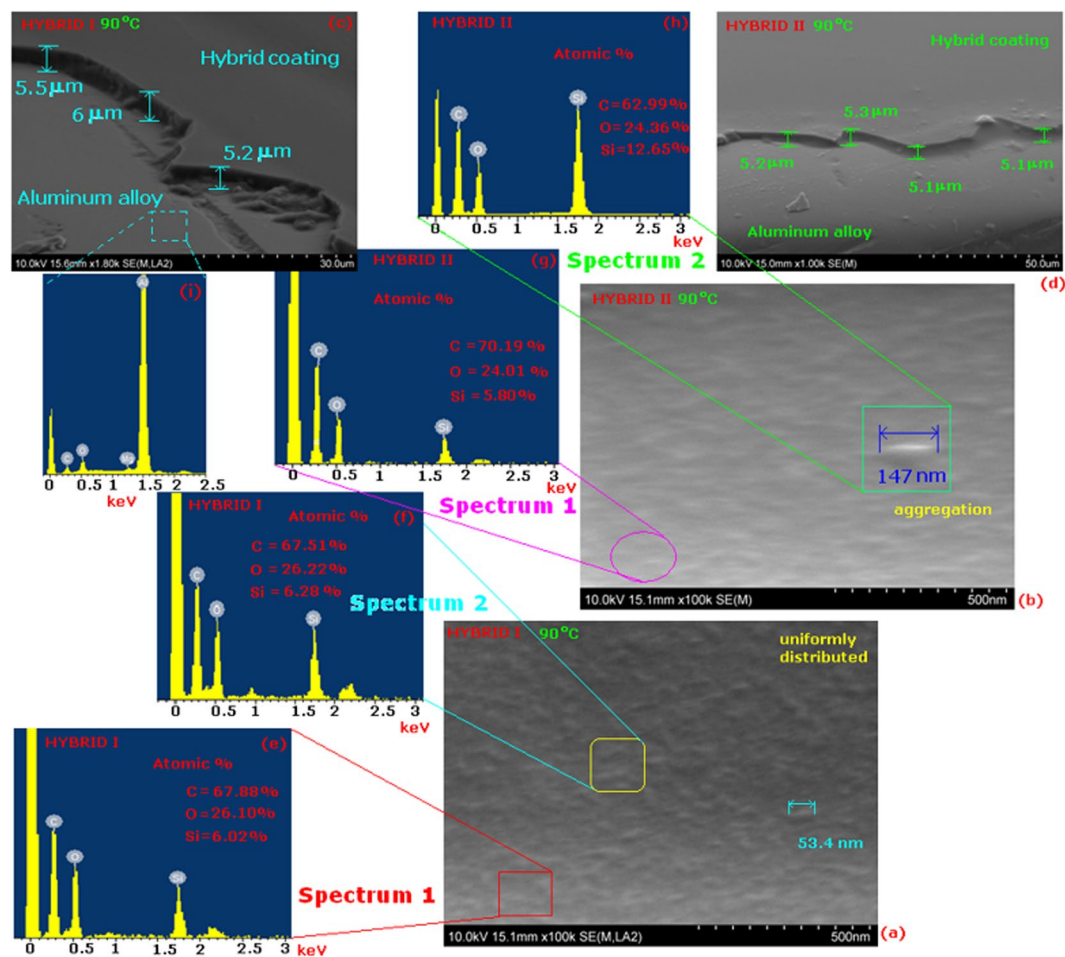 HYBRID I 90°C
(c)
Hybrid coating
5.5μm
6 μm
5.2 μm
Aluminum alloy
10.0kV 15.6mm x1.80k SE(M,LA2)
30.0um
HYBRID II
(h)
Atomic %
C=62.99%
O=24.36%
Si=12.65%
C
O
Si
0 0.5 1 1.5 2 2.5 3
keV
HYBRID II 90°C
Hybrid coating
5.3μm
5.2μm
5.1μm
5.1μm
Aluminum alloy
10.0kV 15.0mm x1.00k SE(M)
50.0um
(d)
Spectrum 2
(i)
Al
C
O
Mg
0 0.5 1 1.5 2 2.5
keV
HYBRID II
(g)
Atomic %
C =70.19%
O =24.01%
Si =5.80%
C
O
Si
0 0.5 1 1.5 2 2.5 3
keV
Spectrum 1
HYBRID II 90°C
147 nm
aggregation
10.0kV 15.1mm x100k SE(M)
500nm
(b)
HYBRID I
(f)
Atomic %
C =67.51%
O =26.22%
Si =6.28 %
C
O
Si
0 0.5 1 1.5 2 2.5 3
keV
Spectrum 2
HYBRID I 90°C
uniformly
distributed
53.4 nm
10.0kV 15.1mm x100k SE(M,LA2)
500nm
(a)
HYBRID I
(e)
Atomic %
C =67.88%
O =26.10%
Si=6.02%
C
O
Si
0 0.5 1 1.5 2 2.5 3
keV
Spectrum 1